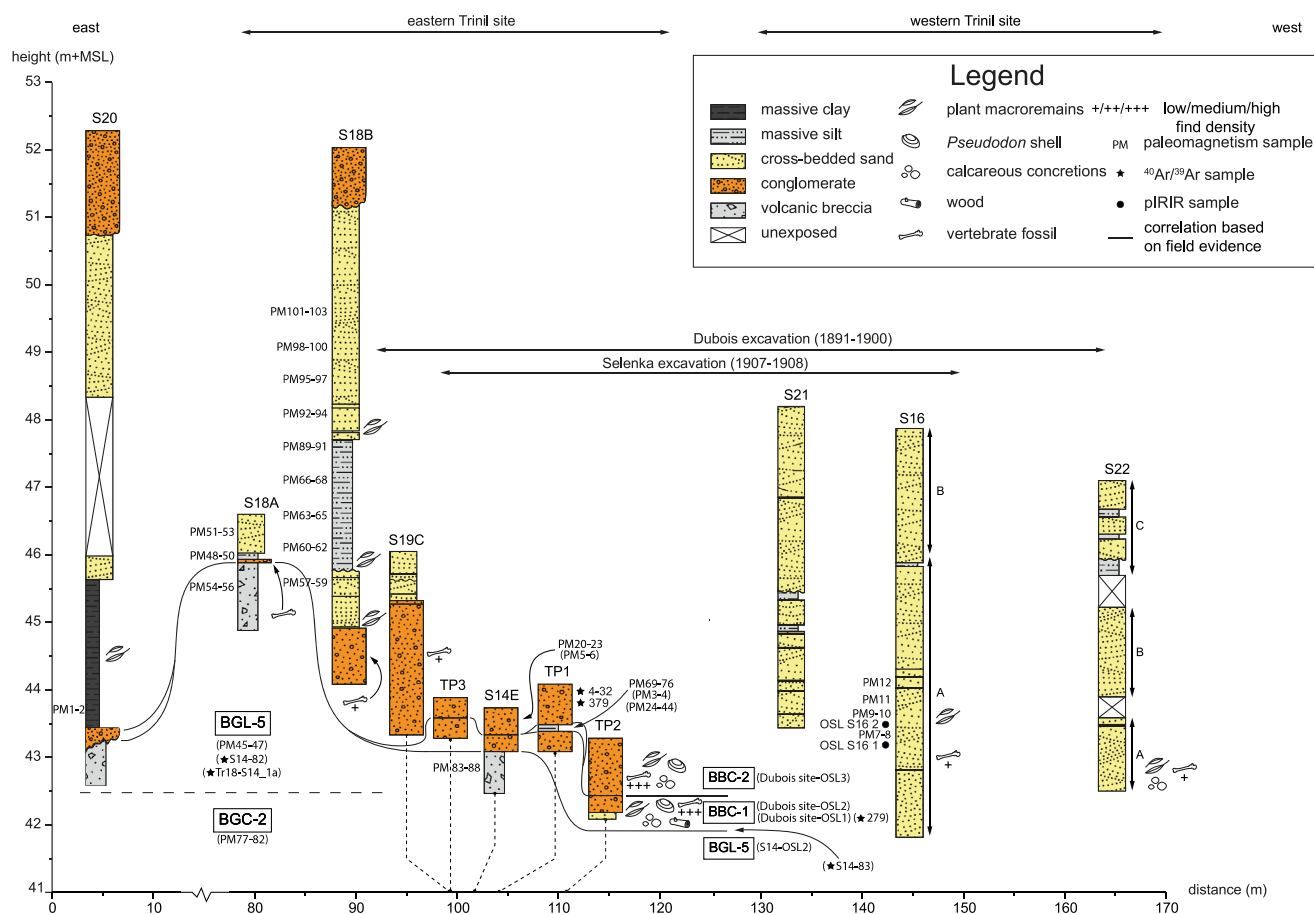 east
eastern Trinil site
western Trinil site
west
height (m+MSL)
53
52
51
50
49
48
47
46
45
44
43
42
41
Legend
massive clay
massive silt
cross-bedded sand
conglomerate
volcanic breccia
unexposed
plant macroremains
Pseudodon shell
calcareous concretions
wood
vertebrate fossil
+/++/+++ low/medium/high
find density
PM paleomagnetism sample
★ ⁴⁰Ar/³⁹Ar sample
● pIRIR sample
correlation based
on field evidence
S20
S18B
Dubois excavation (1891-1900)
Selenka excavation (1907-1908)
PM101-103
PM98-100
PM95-97
PM92-94
PM89-91
PM66-68
PM63-65
PM60-62
PM57-59
S18A
PM51-53
PM48-50
PM54-56
S19C
+
+
PM1-2
BGL-5
(PM45-47)
(★S14-82)
(★Tr18-S14_1a)
BGC-2
(PM77-82)
TP3
S14E
PM20-23
(PM5-6)
PM83-88
TP1
★ 4-32
★ 379
PM69-76
(PM3-4)
(PM24-44)
TP2
+++
+++
BBC-2 (Dubois site-OSL3)
BBC-1 (Dubois site-OSL2)
(Dubois site-OSL1) (★279)
BGL-5 (S14-OSL2)
(★S14-83)
S21
S16
B
A
PM12
PM11
PM9-10
OSL S16 2 ●
PM7-8
OSL S16 1 ●
+
S22
C
B
A
+
0
10
80
90
100
110
120
130
140
150
160
170
distance (m)